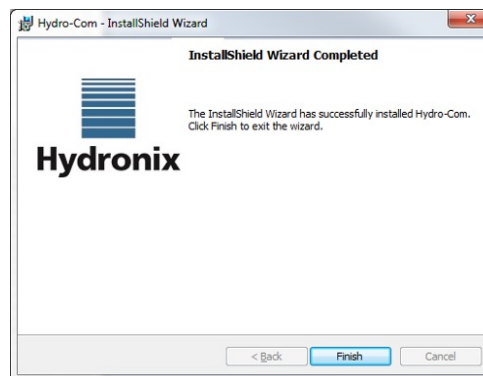 Hydro-Com - InstallShield Wizard
InstallShield Wizard Completed
The InstallShield Wizard has successfully installed Hydro-Com.
Click Finish to exit the wizard.
Hydronix
< Back
Finish
Cancel